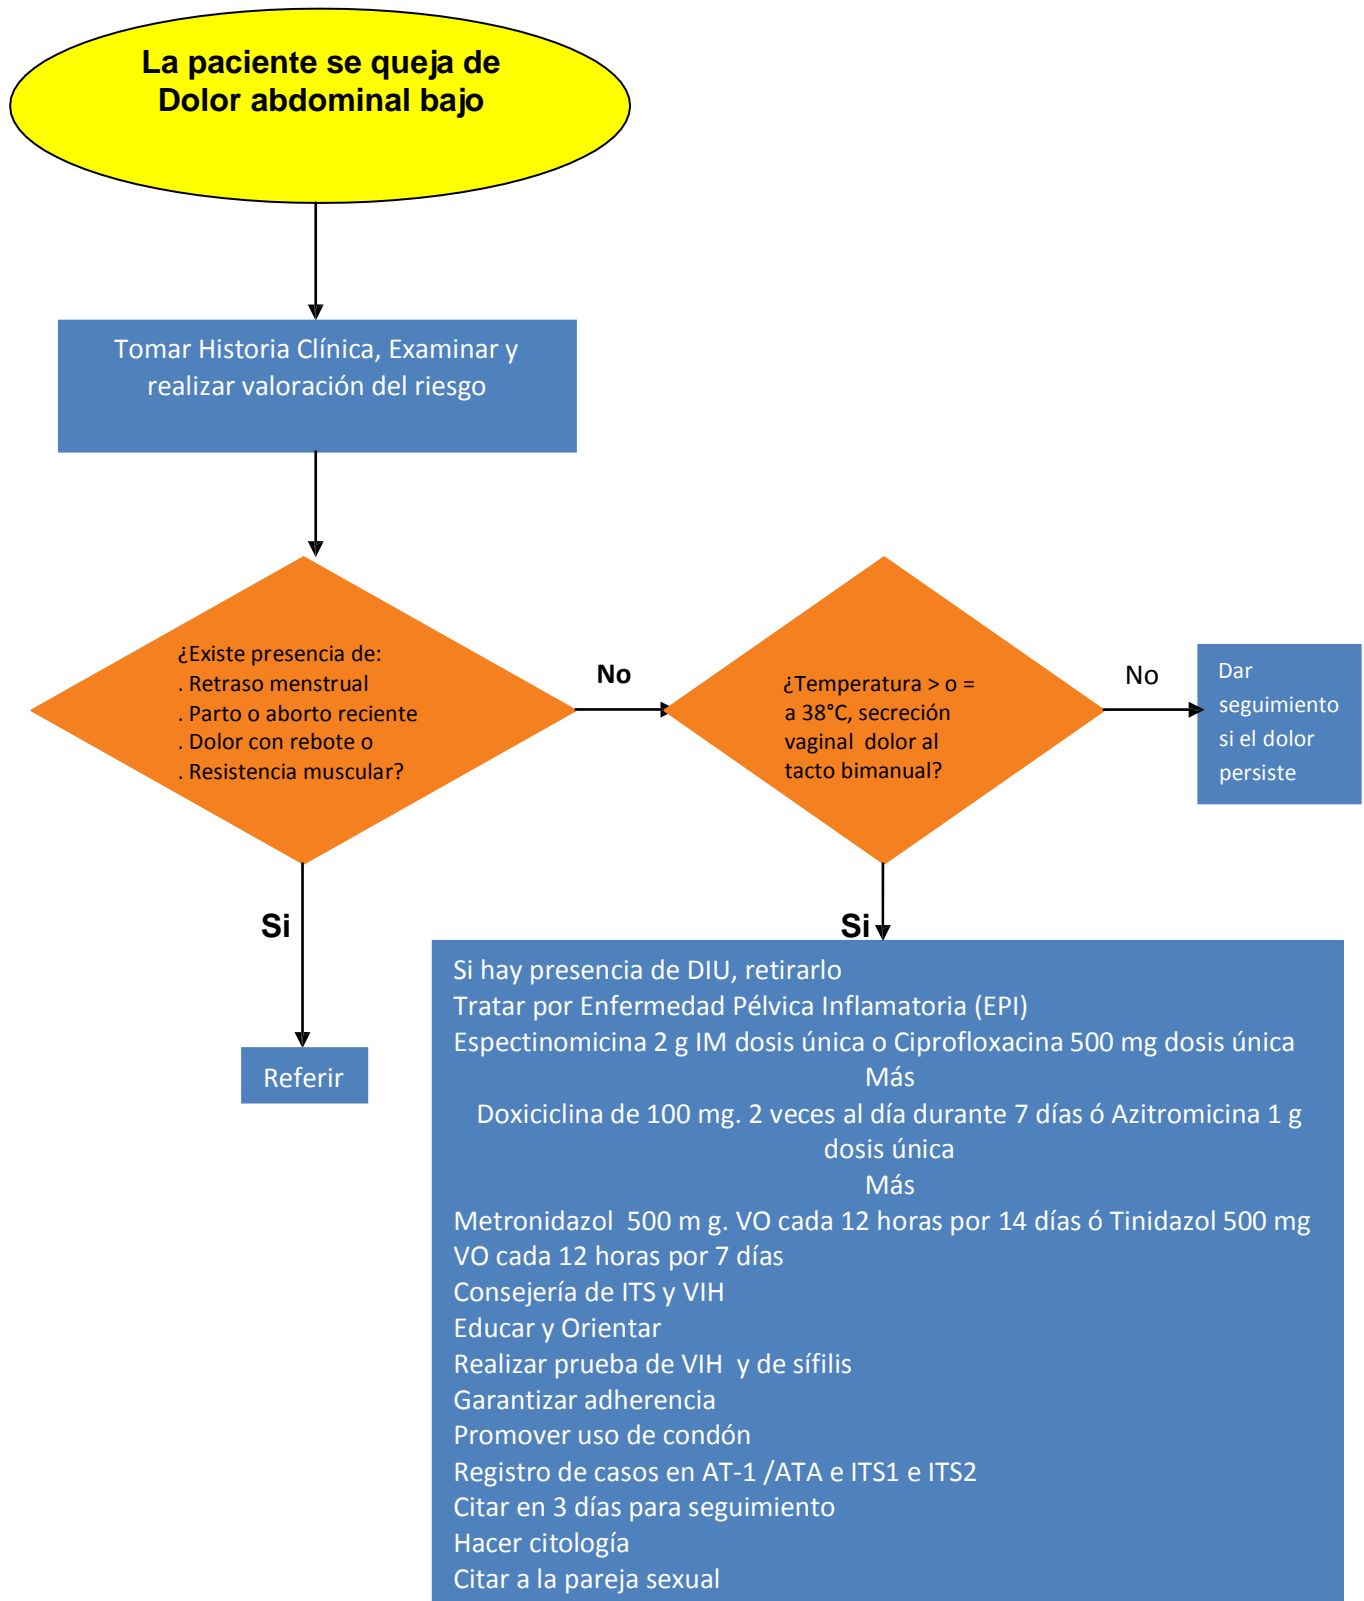 La paciente se queja de
Dolor abdominal bajo
Tomar Historia Clínica, Examinar y
realizar valoración del riesgo
¿Existe presencia de:
. Retraso menstrual
. Parto o aborto reciente
. Dolor con rebote o
. Resistencia muscular?
No
¿Temperatura > o =
a 38°C, secreción
vaginal dolor al
tacto bimanual?
No
Dar
seguimiento
si el dolor
persiste
Si
Referir
Si
Si hay presencia de DIU, retirarlo
Tratar por Enfermedad Pélvica Inflamatoria (EPI)
Espectinomicina 2 g IM dosis única o Ciprofloxacina 500 mg dosis única
Más
Doxiciclina de 100 mg. 2 veces al día durante 7 días ó Azitromicina 1 g
dosis única
Más
Metronidazol 500 m g. VO cada 12 horas por 14 días ó Tinidazol 500 mg
VO cada 12 horas por 7 días
Consejería de ITS y VIH
Educar y Orientar
Realizar prueba de VIH y de sífilis
Garantizar adherencia
Promover uso de condón
Registro de casos en AT-1 /ATA e ITS1 e ITS2
Citar en 3 días para seguimiento
Hacer citología
Citar a la pareja sexual